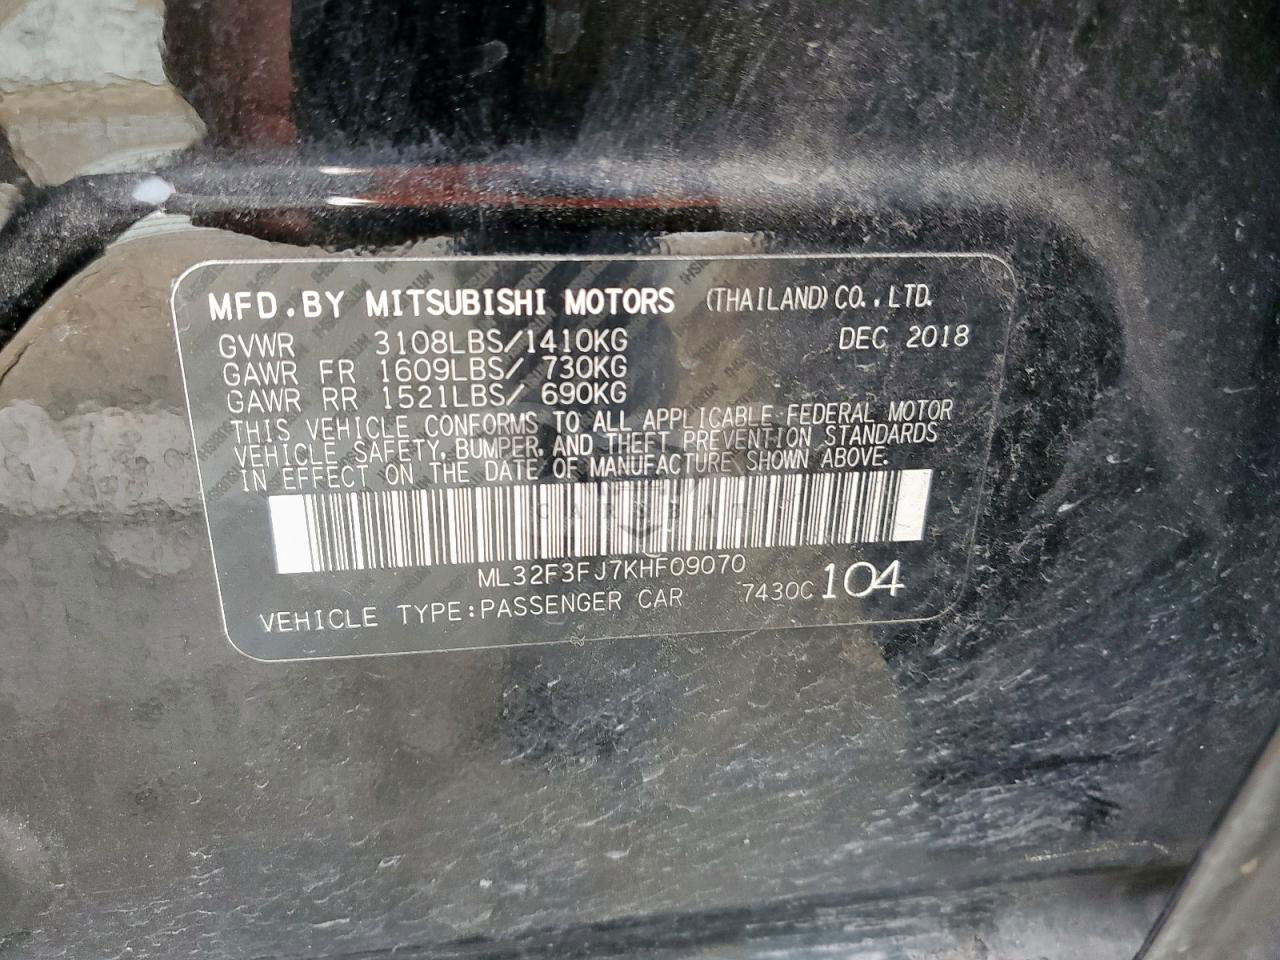 MFD.BY MITSUBISHI MOTORS (THAILAND) CO.,LTD.
GVWR 3108LBS/1410KG DEC 2018
GAWR FR 1609LBS/ 730KG
GAWR RR 1521LBS/ 690KG
THIS VEHICLE CONFORMS TO ALL APPLICABLE FEDERAL MOTOR
VEHICLE SAFETY, BUMPER, AND THEFT PREVENTION STANDARDS
IN EFFECT ON THE DATE OF MANUFACTURE SHOWN ABOVE.
ML32F3FJ7KHF09070
VEHICLE TYPE:PASSENGER CAR 7430C 104